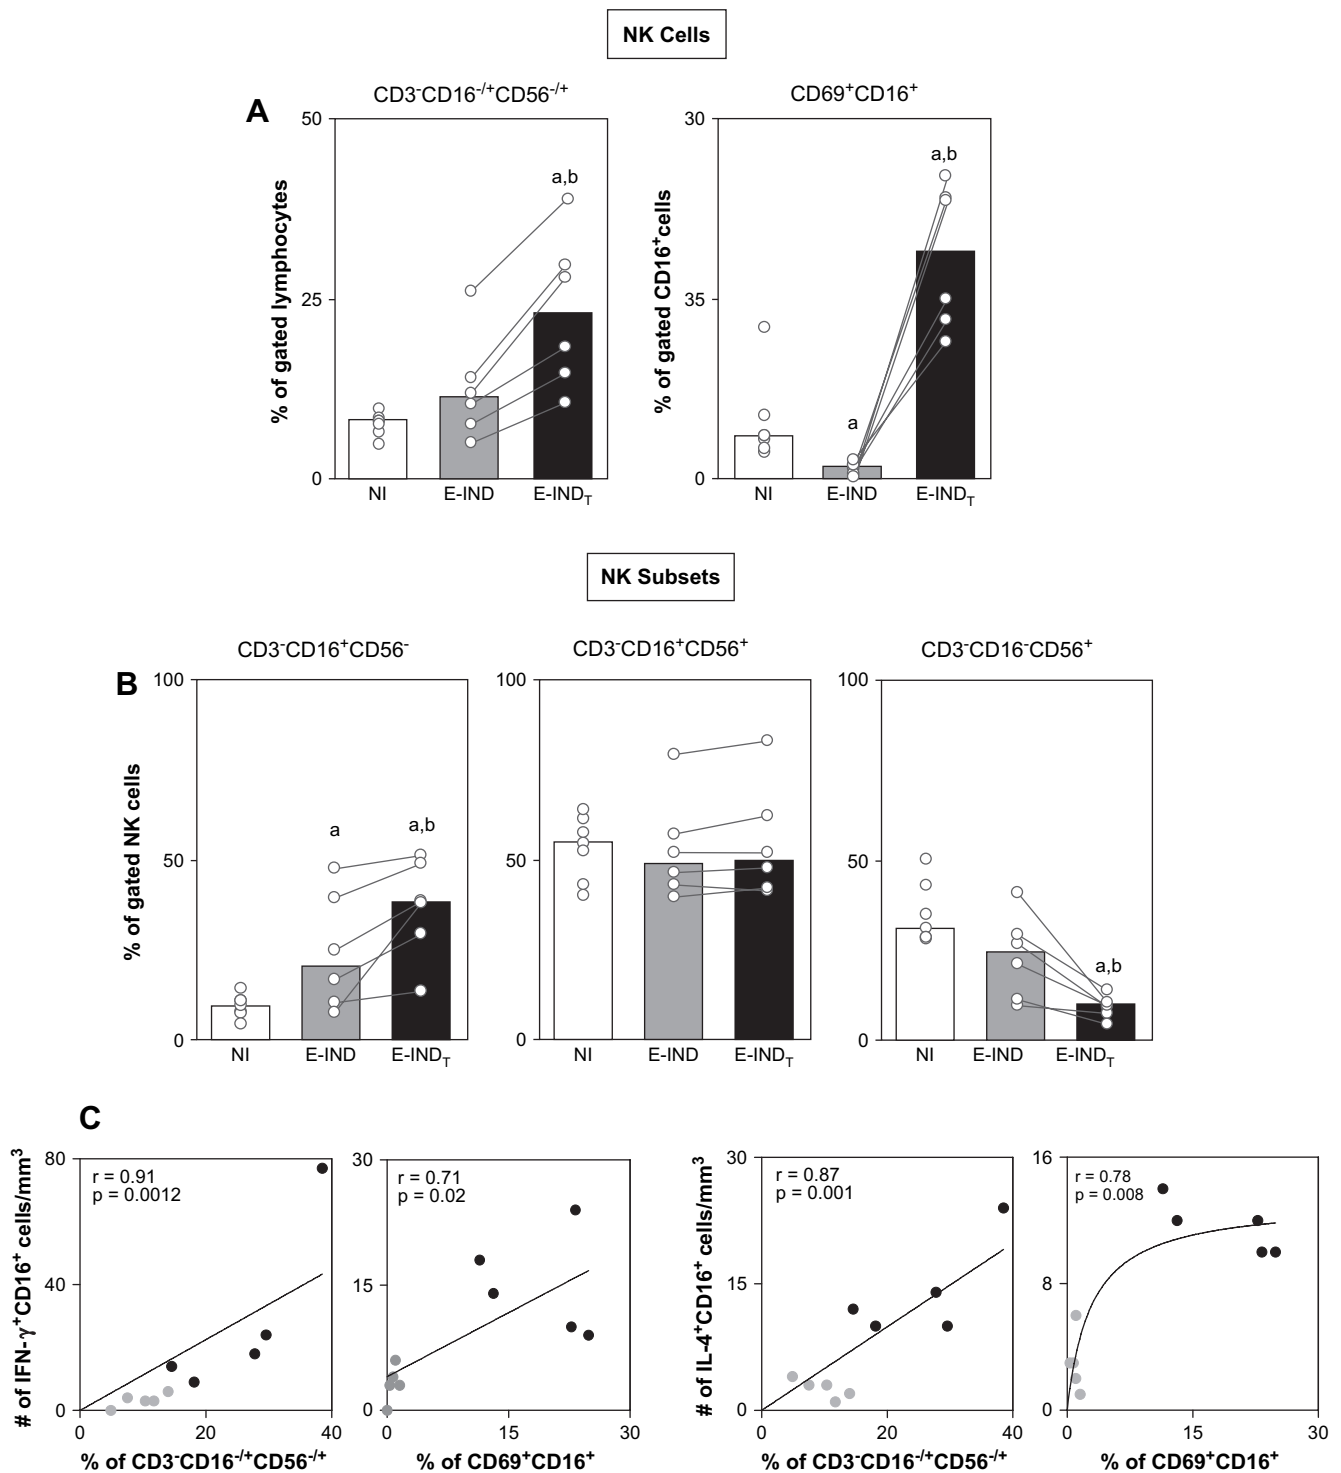 NK Cells
A
CD3⁻CD16⁻/⁺CD56⁻/⁺
CD69⁺CD16⁺
50
25
0
% of gated lymphocytes
a,b
NI
E-IND
E-INDT
30
35
0
% of gated CD16⁺cells
a
a,b
NI
E-IND
E-INDT
NK Subsets
B
CD3⁻CD16⁺CD56⁻
CD3⁻CD16⁺CD56⁺
CD3⁻CD16⁻CD56⁺
100
50
0
% of gated NK cells
a
a,b
NI
E-IND
E-INDT
100
50
0
NI
E-IND
E-INDT
100
50
0
a,b
NI
E-IND
E-INDT
C
# of IFN-γ⁺CD16⁺ cells/mm³
80
40
0
r = 0.91
p = 0.0012
0
20
40
% of CD3⁻CD16⁻/⁺CD56⁻/⁺
30
15
0
r = 0.71
p = 0.02
0
15
30
% of CD69⁺CD16⁺
# of IL-4⁺CD16⁺ cells/mm³
30
15
0
r = 0.87
p = 0.001
0
20
40
% of CD3⁻CD16⁻/⁺CD56⁻/⁺
16
8
0
r = 0.78
p = 0.008
0
15
30
% of CD69⁺CD16⁺